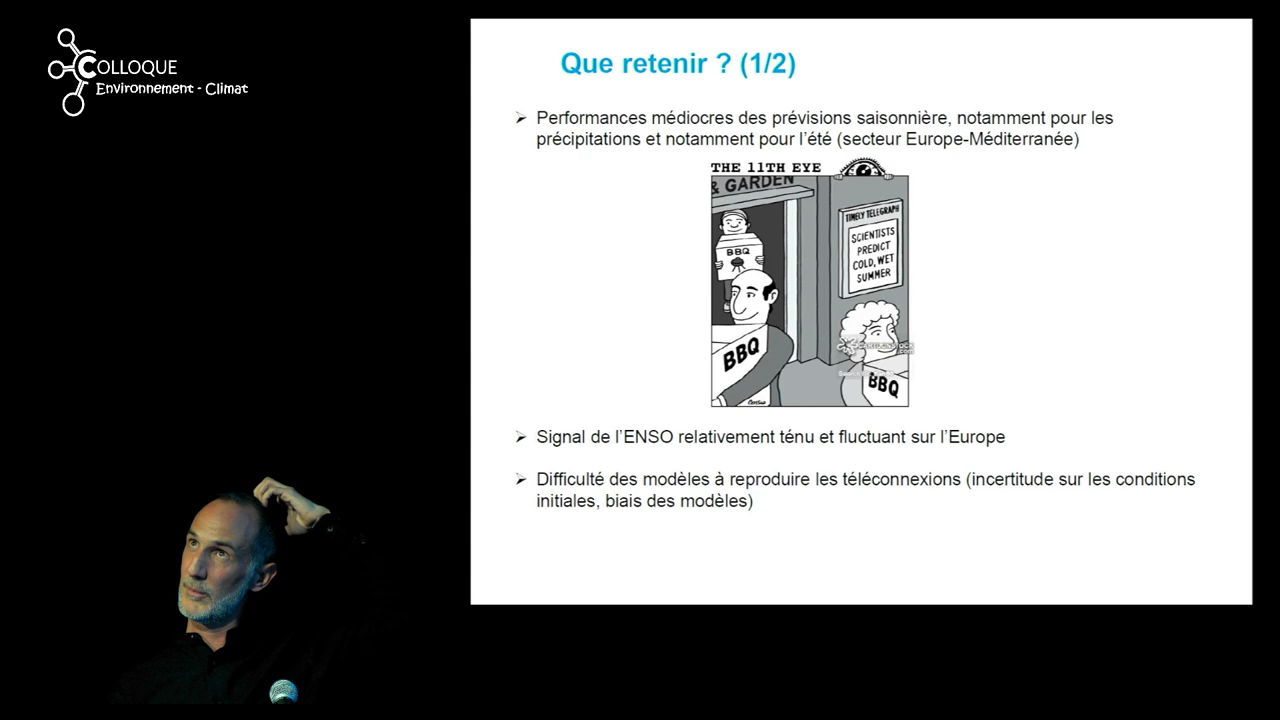 COLLOQUE
Environnement - Climat
Que retenir ? (1/2)
➢ Performances médiocres des prévisions saisonnière, notamment pour les
précipitations et notamment pour l'été (secteur Europe-Méditerranée)
THE 11TH EYE
& GARDEN
TIMELY TELEGRAPH
SCIENTISTS
PREDICT
COLD, WET
SUMMER
BBQ
BBQ
BBQ
➢ Signal de l'ENSO relativement ténu et fluctuant sur l'Europe
➢ Difficulté des modèles à reproduire les téléconnexions (incertitude sur les conditions
initiales, biais des modèles)